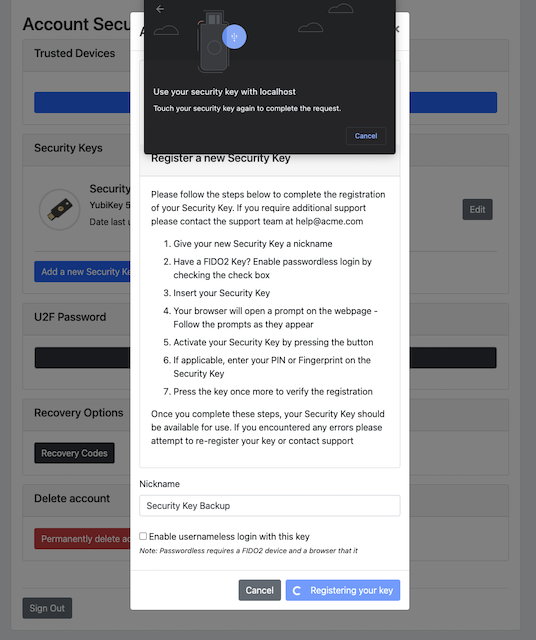 Account Secu
Trusted Devices
Use your security key with localhost
Touch your security key again to complete the request.
Cancel
Security Keys
Security
YubiKey 5
Date last u
Edit
Add a new Security Ke
U2F Password
Recovery Options
Recovery Codes
Delete account
Permanently delete ac
Sign Out
Register a new Security Key
Please follow the steps below to complete the registration
of your Security Key. If you require additional support
please contact the support team at help@acme.com
1. Give your new Security Key a nickname
2. Have a FIDO2 Key? Enable passwordless login by
checking the check box
3. Insert your Security Key
4. Your browser will open a prompt on the webpage -
Follow the prompts as they appear
5. Activate your Security Key by pressing the button
6. If applicable, enter your PIN or Fingerprint on the
Security Key
7. Press the key once more to verify the registration
Once you complete these steps, your Security Key should
be available for use. If you encountered any errors please
attempt to re-register your key or contact support
Nickname
Security Key Backup
Enable usernameless login with this key
Note: Passwordless requires a FIDO2 device and a browser that it
Cancel
Registering your key